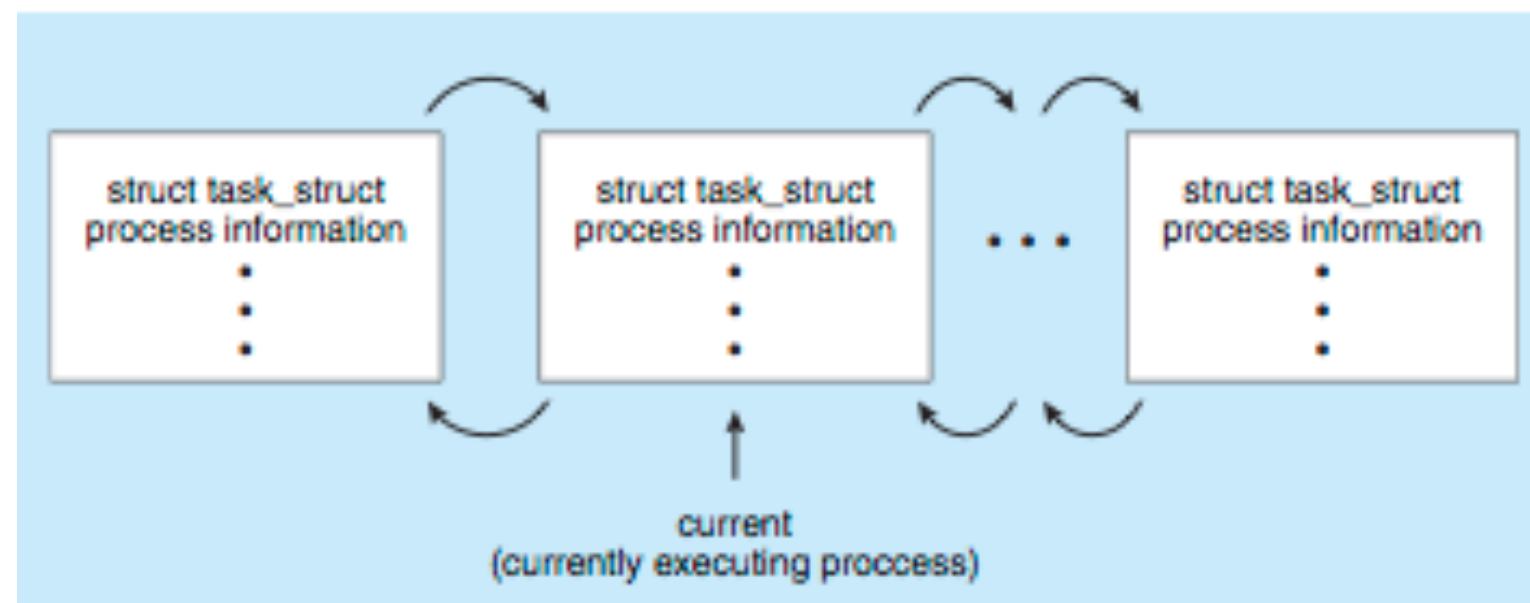 struct task_struct
process information
struct task_struct
process information
struct task_struct
process information
current
(currently executing proccess)